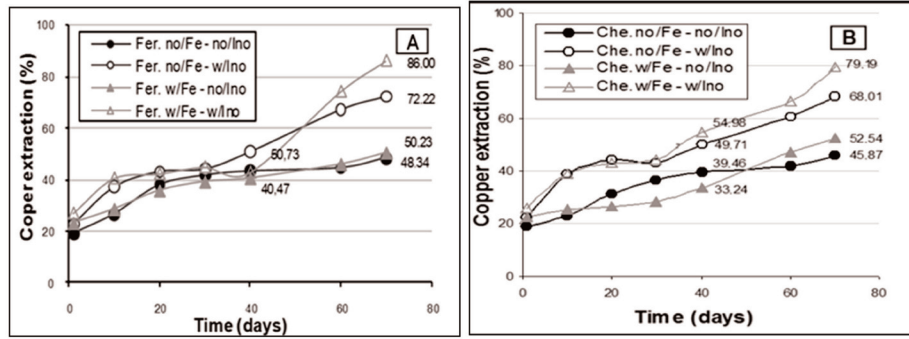 A
Fer. no/Fe - no/Ino
Fer. no/Fe - w/Ino
Fer. w/Fe - no/Ino
Fer. w/Fe - w/Ino
Coper extraction (%)
100
80
60
40
20
0
0 20 40 60 80
Time (days)
86.00
72.22
50.23
48.34
50,73
40,47
B
Che. no/Fe - no/Ino
Che. no/Fe - w/Ino
Che. w/Fe - no/Ino
Che. w/Fe - w/Ino
Copper extraction (%)
100
80
60
40
20
0
0 20 40 60 80
Time (days)
79.19
68.01
52.54
45.87
54.98
49.71
39.46
33.24